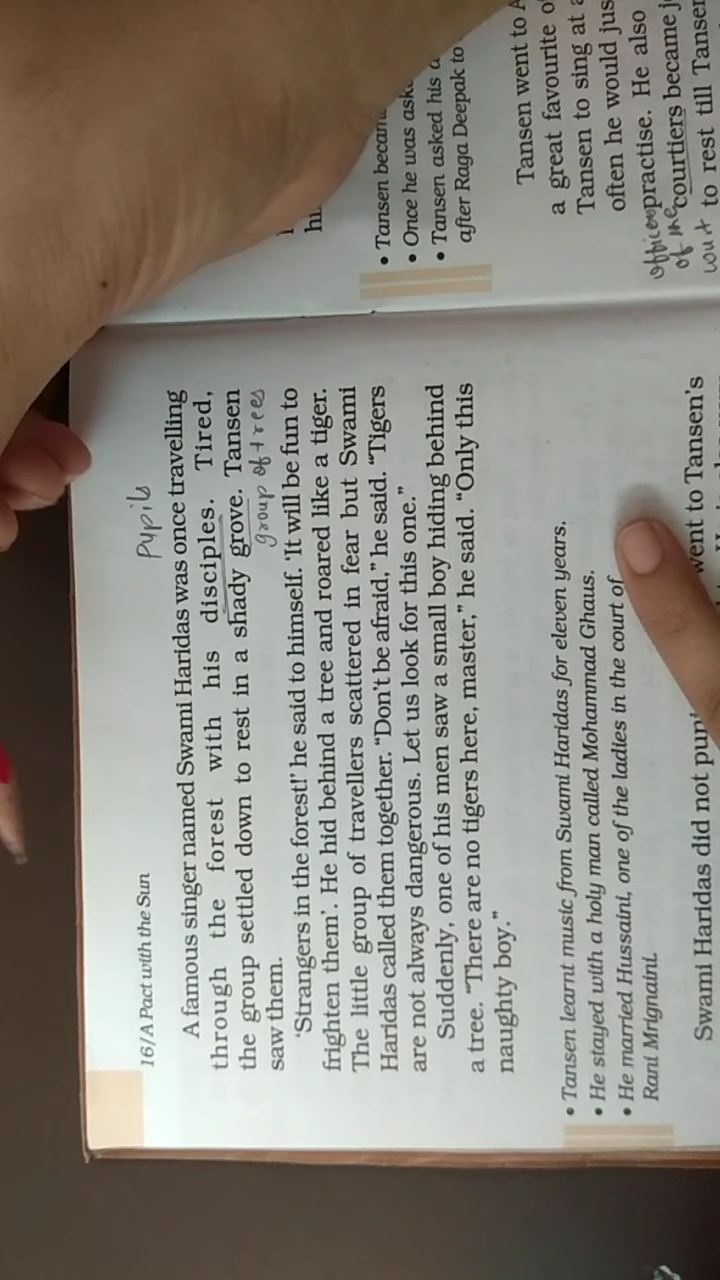 16/A Pact with the Sun
Pupils
A famous singer named Swami Haridas was once travelling
through the forest with his disciples. Tired,
the group settled down to rest in a shady grove. Tansen
group of trees
saw them.
'Strangers in the forest!' he said to himself. 'It will be fun to
frighten them'. He hid behind a tree and roared like a tiger.
The little group of travellers scattered in fear but Swami
Haridas called them together. "Don't be afraid," he said. "Tigers
are not always dangerous. Let us look for this one."
Suddenly, one of his men saw a small boy hiding behind
a tree. "There are no tigers here, master," he said. "Only this
naughty boy."
• Tansen learnt music from Swami Haridas for eleven years.
• He stayed with a holy man called Mohammad Ghaus.
• He married Hussaini, one of the ladies in the court of
Rani Mrignaini.
Swami Haridas did not
went to Tansen's
• Tansen
• Once he was
• Tansen asked his
after Raga Deepak to
Tansen went to
a great favourite
Tansen to sing at
often he would
practise. He also
officers
of the
courtiers became
court
to rest till